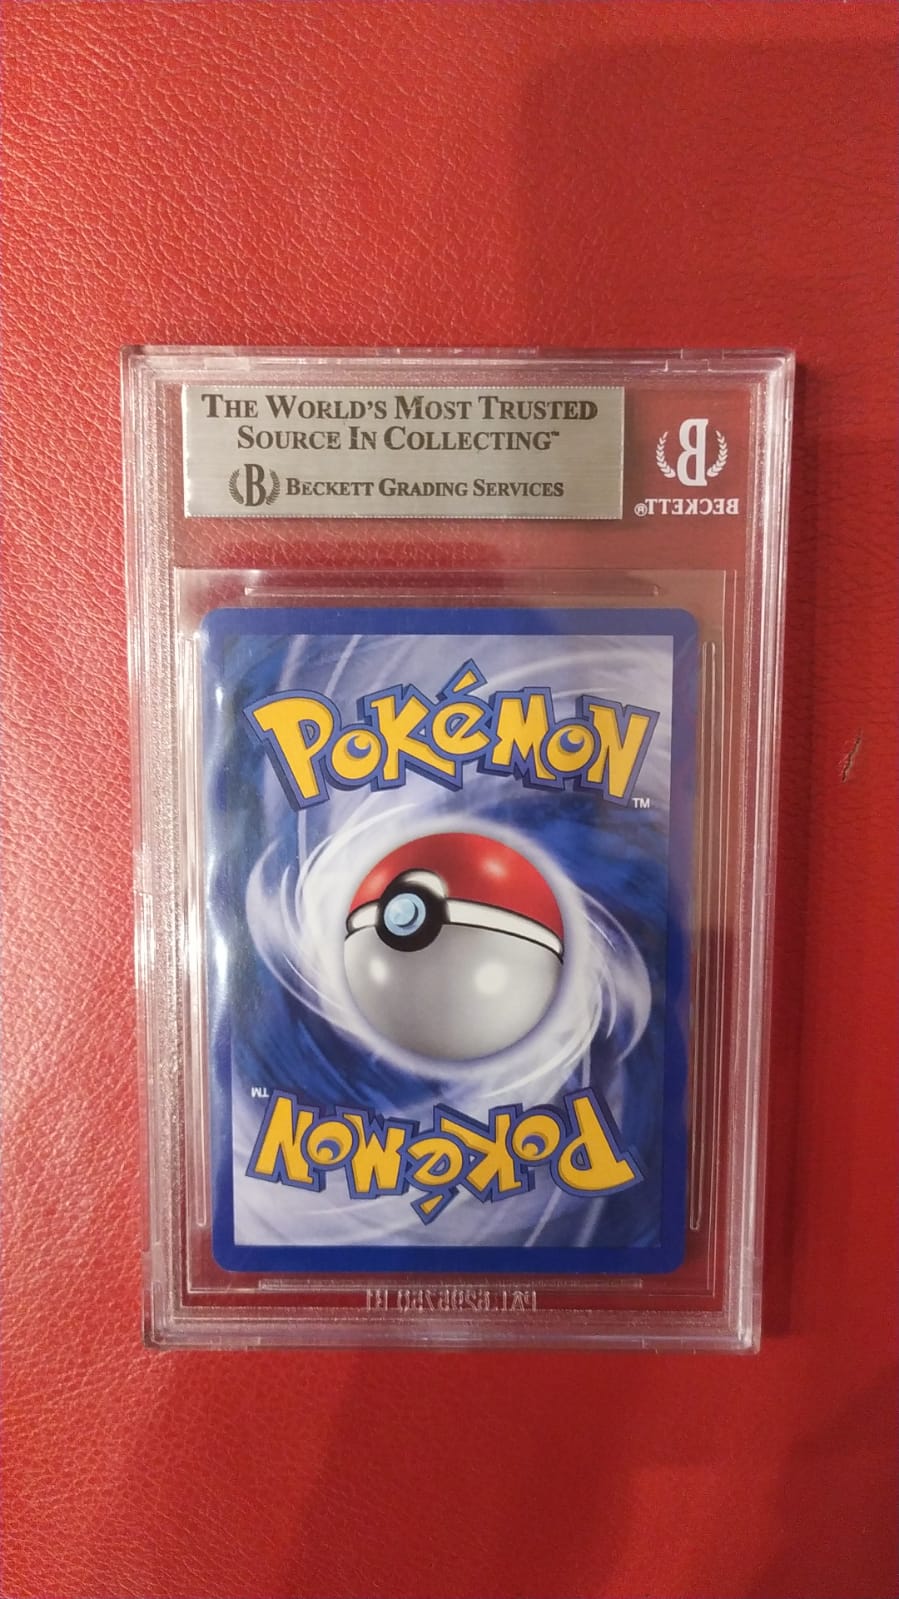 THE WORLD'S MOST TRUSTED
SOURCE IN COLLECTING™
B BECKETT GRADING SERVICES
B
BECKETT®
POKéMON
TM
POKéMON
TM